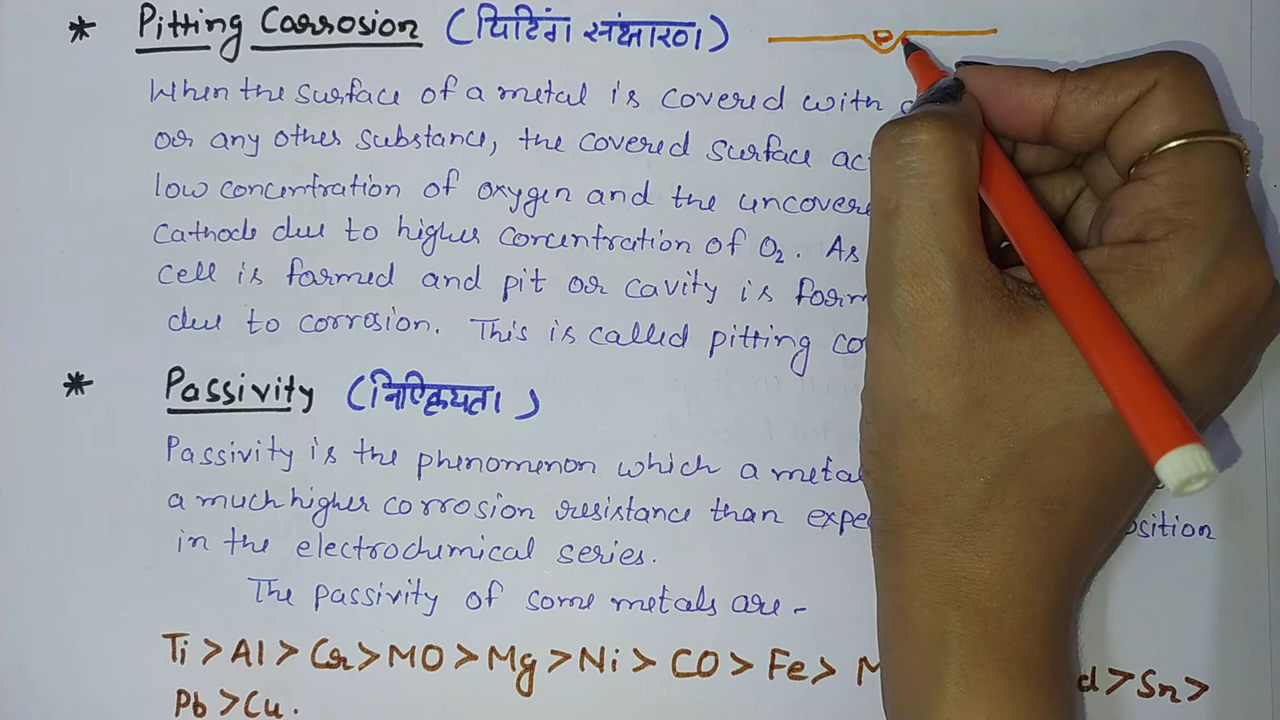 * Pitting Corrosion (पिटिंग संक्षारण)
When the surface of a metal is covered with
or any other substance, the covered surface
low concentration of oxygen and the
cathode due to higher concentration of O₂. As
cell is formed and pit or cavity is
due to corrosion. This is called pitting
* Passivity (निष्क्रियता)
Passivity is the phenomenon which a metal
a much higher corrosion resistance than
in the electrochemical series.
The passivity of some metals are -
Ti > Al > Cr > MO > Mg > Ni > CO > Fe > > Sn >
Pb > Cu.